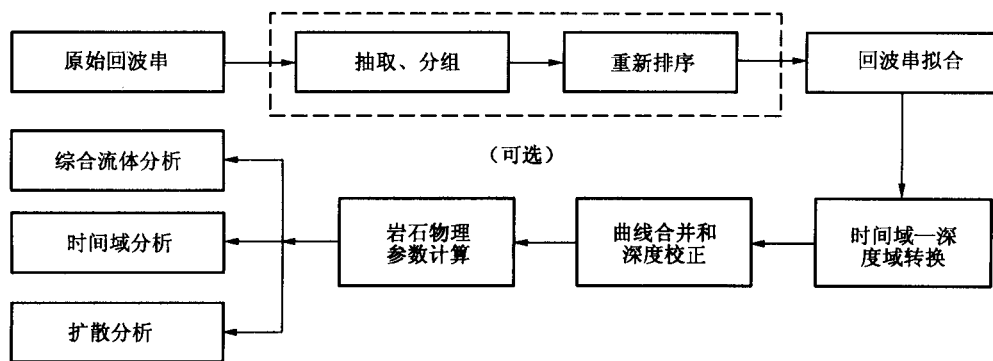 原始回波串
抽取、分组
重新排序
回波串拟合
(可选)
综合流体分析
时间域分析
扩散分析
岩石物理
参数计算
曲线合并和
深度校正
时间域—深
度域转换